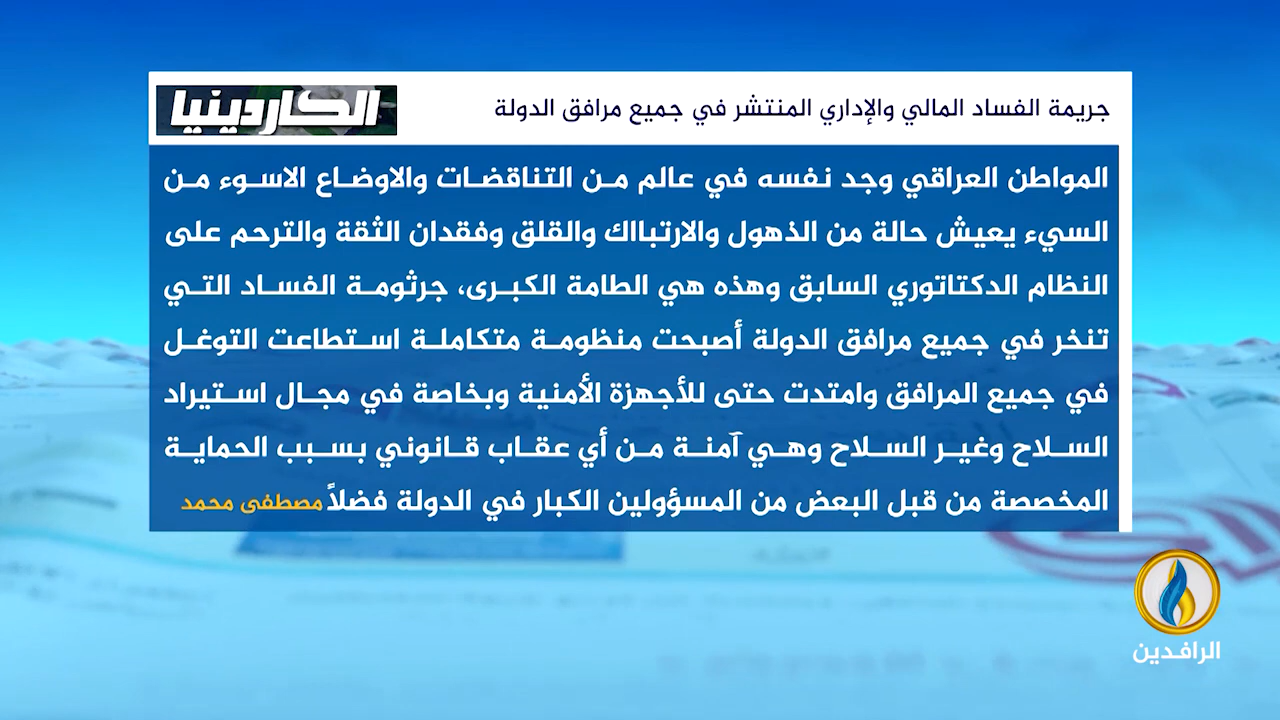 جريمة الفساد المالي والإداري المنتشر في جميع مرافق الدولة
الكاردينيا
المواطن العراقي وجد نفسه في عالم من التناقضات والاوضاع الاسوء من
السيء يعيش حالة من الذهول والارتبااك والقلق وفقدان الثقة والترحم على
النظام الدكتاتوري السابق وهذه هي الطامة الكبرى، جرثومة الفساد التي
تنخر في جميع مرافق الدولة أصبحت منظومة متكاملة استطاعت التوغل
في جميع المرافق وامتدت حتى للأجهزة الأمنية وبخاصة في مجال استيراد
السلاح وغير السلاح وهي آمنة من أي عقاب قانوني بسبب الحماية
المخصصة من قبل البعض من المسؤولين الكبار في الدولة فضلاً مصطفى محمد
الرافدين